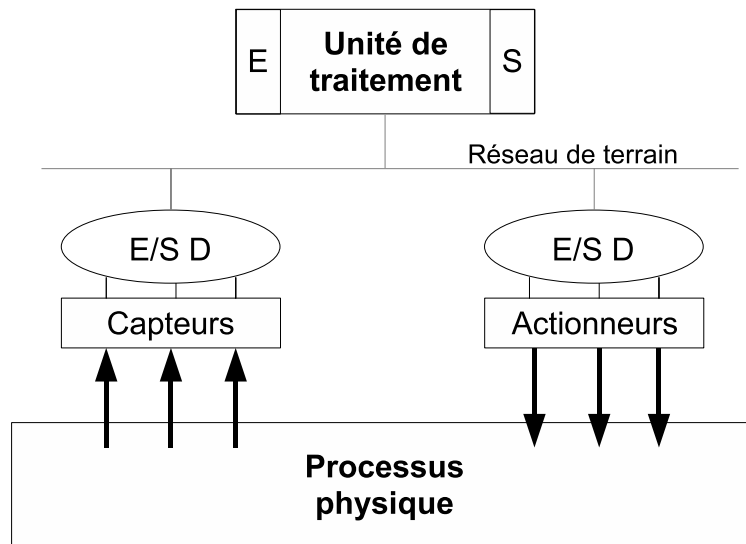 E
Unité de
traitement
S
Réseau de terrain
E/S D
E/S D
Capteurs
Actionneurs
Processus
physique